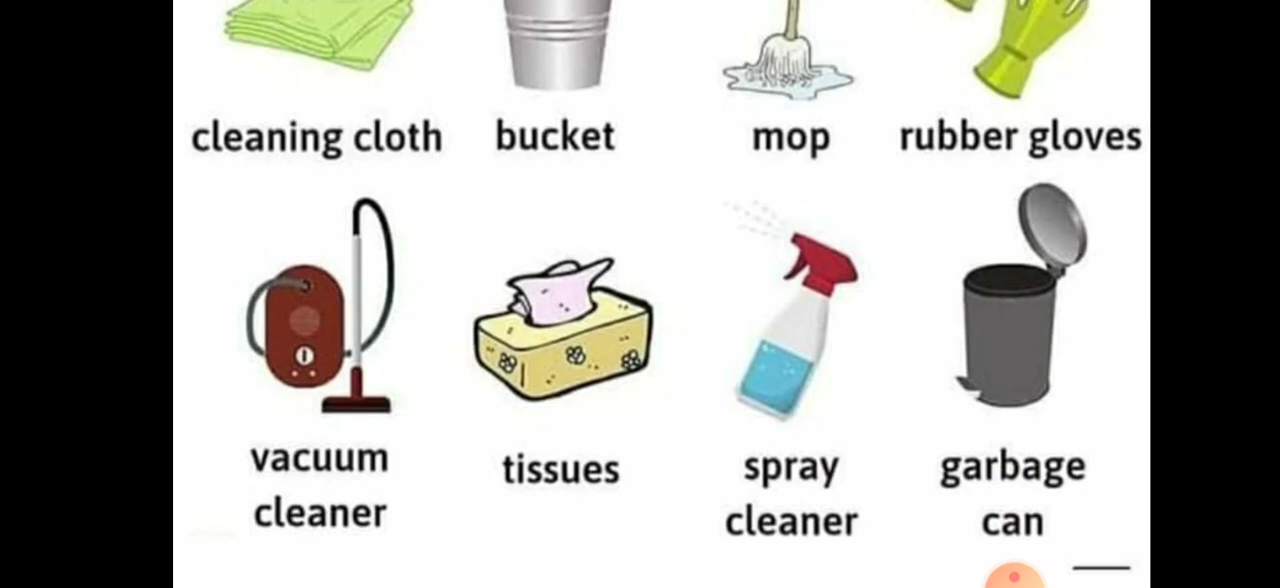 cleaning cloth bucket mop rubber gloves
vacuum cleaner
tissues
spray cleaner
garbage can